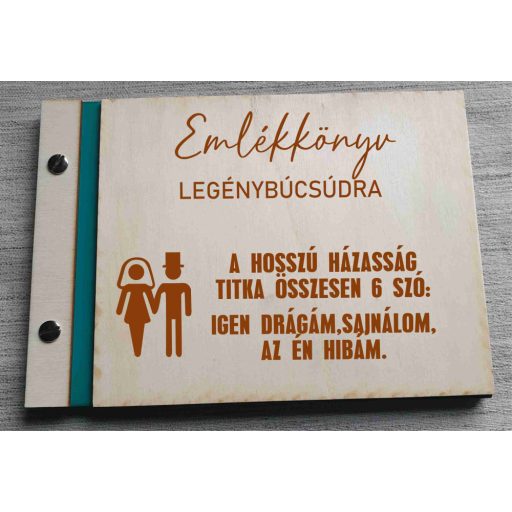 Emlékkönyv
LEGÉNYBÚCSÚDRA
A HOSSZÚ HÁZASSÁG
TITKA ÖSSZESEN 6 SZÓ:
IGEN DRÁGÁM,SAJNÁLOM,
AZ ÉN HIBÁM.